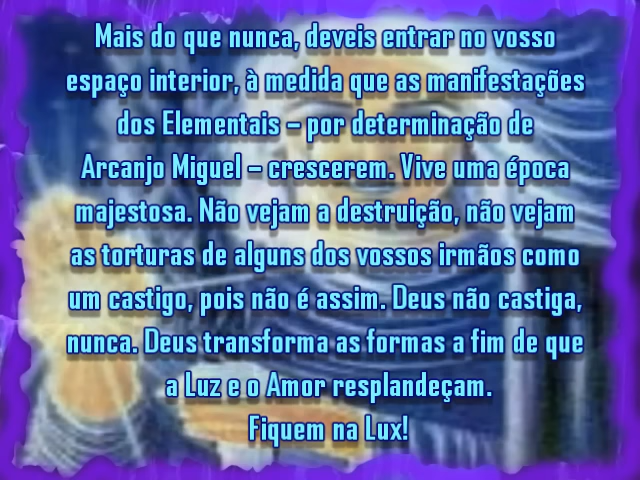 Mais do que nunca, deveis entrar no vosso
espaço interior, à medida que as manifestações
dos Elementais – por determinação de
Arcanjo Miguel – crescerem. Vive uma época
majestosa. Não vejam a destruição, não vejam
as torturas de alguns dos vossos irmãos como
um castigo, pois não é assim. Deus não castiga,
nunca. Deus transforma as formas a fim de que
a Luz e o Amor resplandeçam.
Fiquem na Lux!